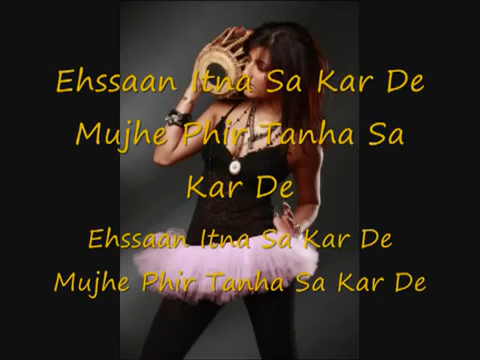 Ehssaan Itna Sa Kar De
Mujhe Phir Tanha Sa
Kar De
Ehssaan Itna Sa Kar De
Mujhe Phir Tanha Sa Kar De